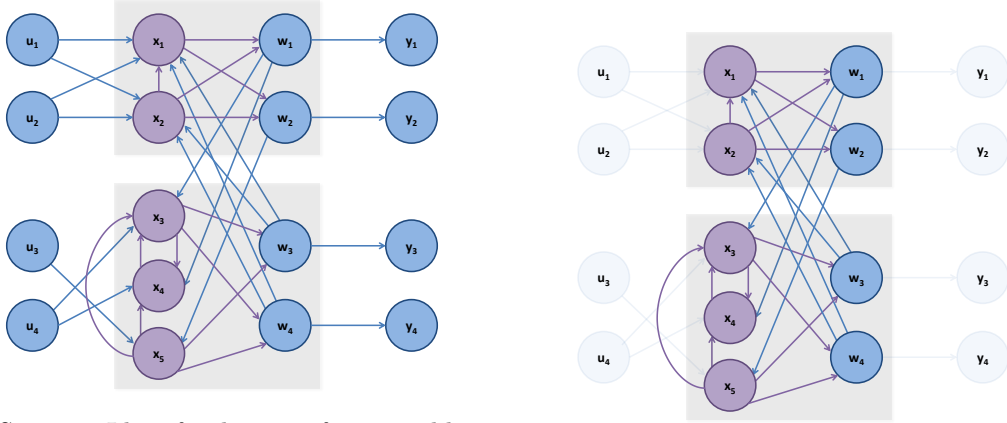 u₁ x₁ w₁ y₁
u₂ x₂ w₂ y₂
x₃
u₃ w₃ y₃
x₄
u₄ w₄ y₄
x₅
u₁ x₁ w₁ y₁
u₂ x₂ w₂ y₂
x₃
u₃ w₃ y₃
x₄
u₄ w₄ y₄
x₅